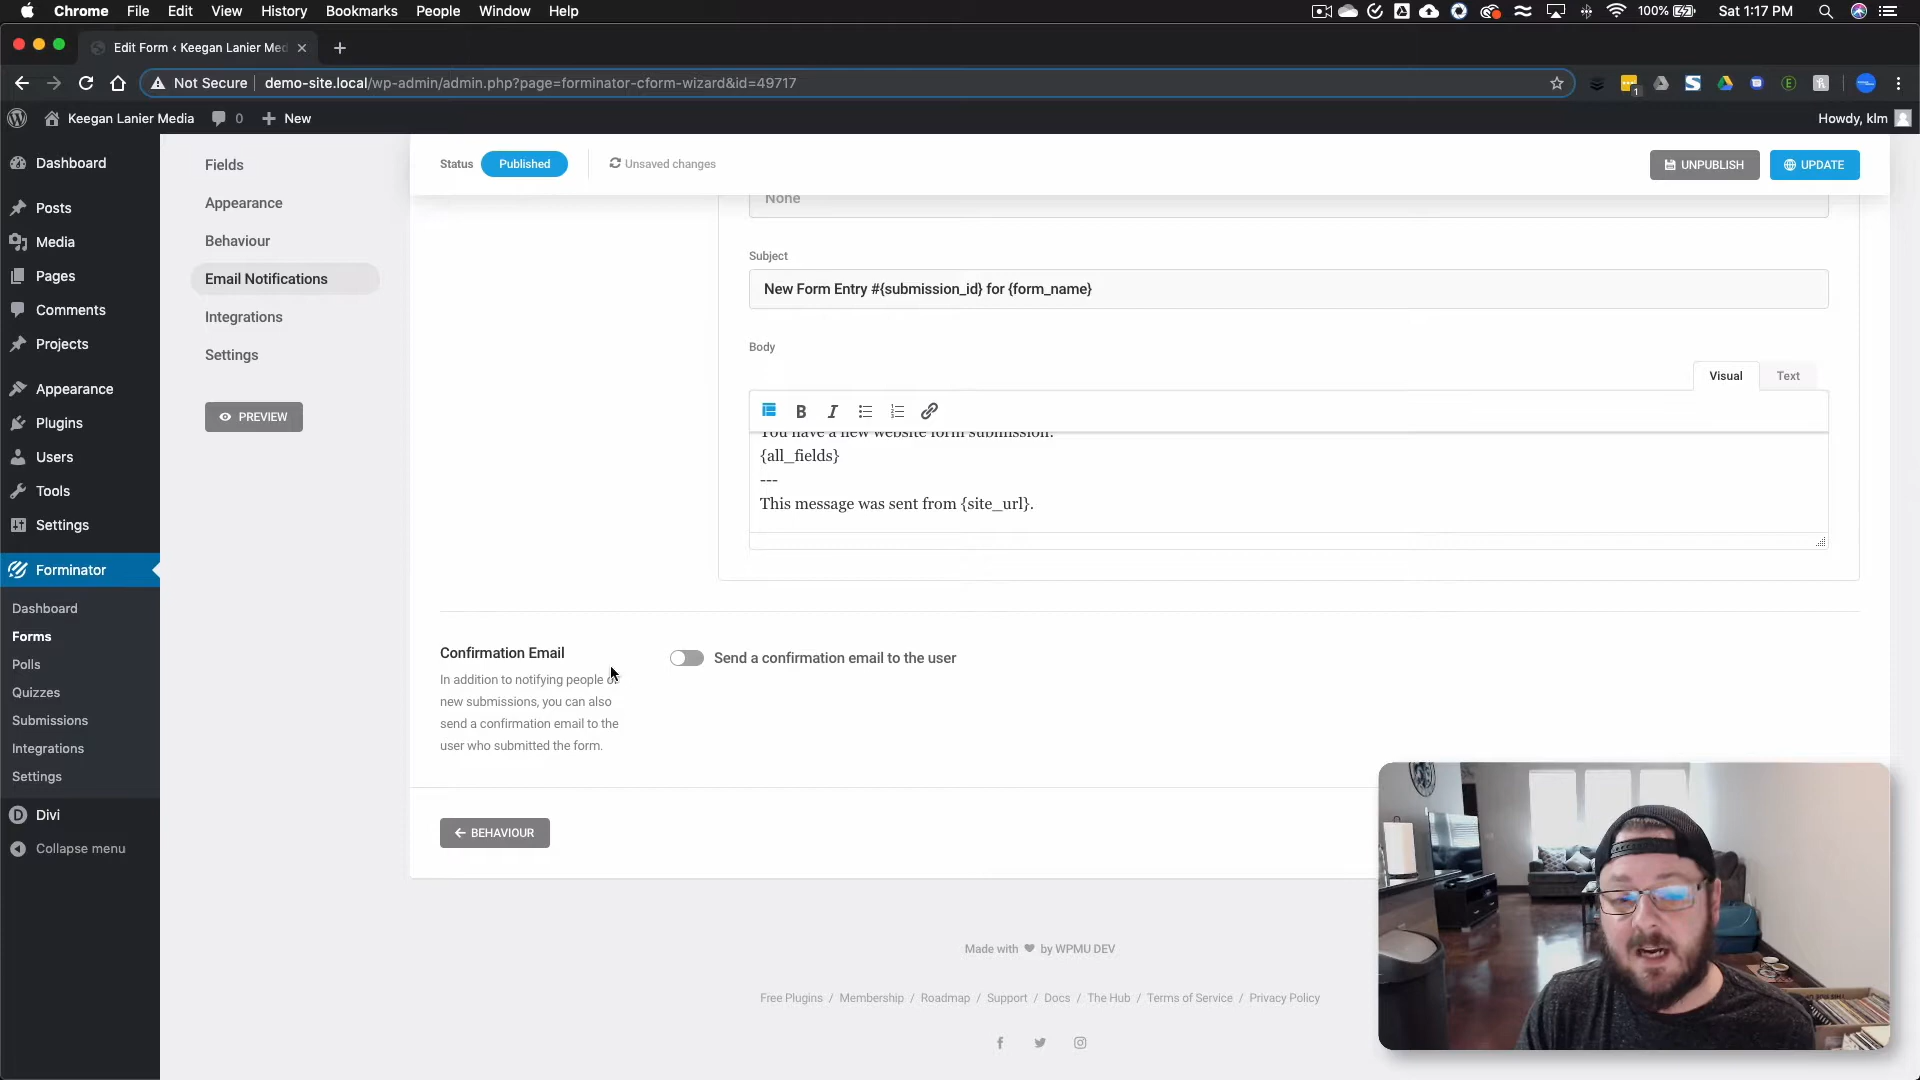 Chrome File Edit View History Bookmarks People Window Help
100% Sat 1:17 PM
Edit Form ‹ Keegan Lanier Med
Not Secure demo-site.local/wp-admin/admin.php?page=forminator-cform-wizard&id=49717
1
Keegan Lanier Media 0 New
Howdy, klm
Dashboard
Posts
Media
Pages
Comments
Projects
Appearance
Plugins
Users
Tools
Settings
Forminator
Dashboard
Forms
Polls
Quizzes
Submissions
Integrations
Settings
Divi
Collapse menu
Fields
Appearance
Behaviour
Email Notifications
Integrations
Settings
PREVIEW
Status Published Unsaved changes
UNPUBLISH UPDATE
None
Subject
New Form Entry #{submission_id} for {form_name}
Body
Visual Text
B I
You have a new website form submission:
{all_fields}
---
This message was sent from {site_url}.
Confirmation Email
In addition to notifying people of
new submissions, you can also
send a confirmation email to the
user who submitted the form.
Send a confirmation email to the user
BEHAVIOUR
Made with ♥ by WPMU DEV
Free Plugins / Membership / Roadmap / Support / Docs / The Hub / Terms of Service / Privacy Policy